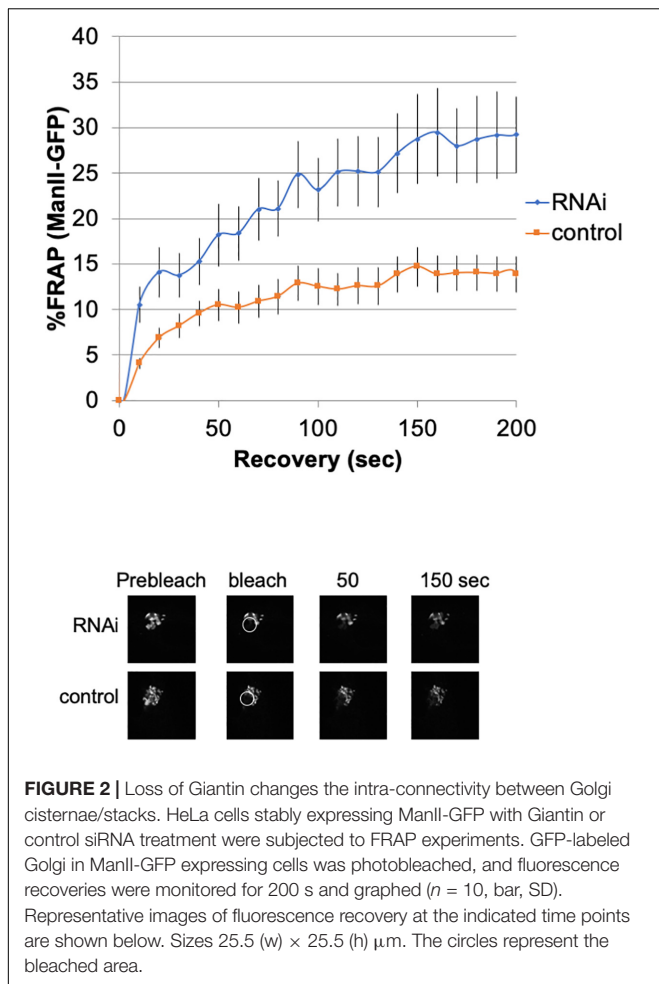 40
35
30
25
20
15
10
5
0
%FRAP (ManII-GFP)
RNAi
control
0 50 100 150 200
Recovery (sec)
Prebleach bleach 50 150 sec
RNAi
control
FIGURE 2 | Loss of Giantin changes the intra-connectivity between Golgi
cisternae/stacks. HeLa cells stably expressing ManII-GFP with Giantin or
control siRNA treatment were subjected to FRAP experiments. GFP-labeled
Golgi in ManII-GFP expressing cells was photobleached, and fluorescence
recoveries were monitored for 200 s and graphed (n = 10, bar, SD).
Representative images of fluorescence recovery at the indicated time points
are shown below. Sizes 25.5 (w) × 25.5 (h) μm. The circles represent the
bleached area.